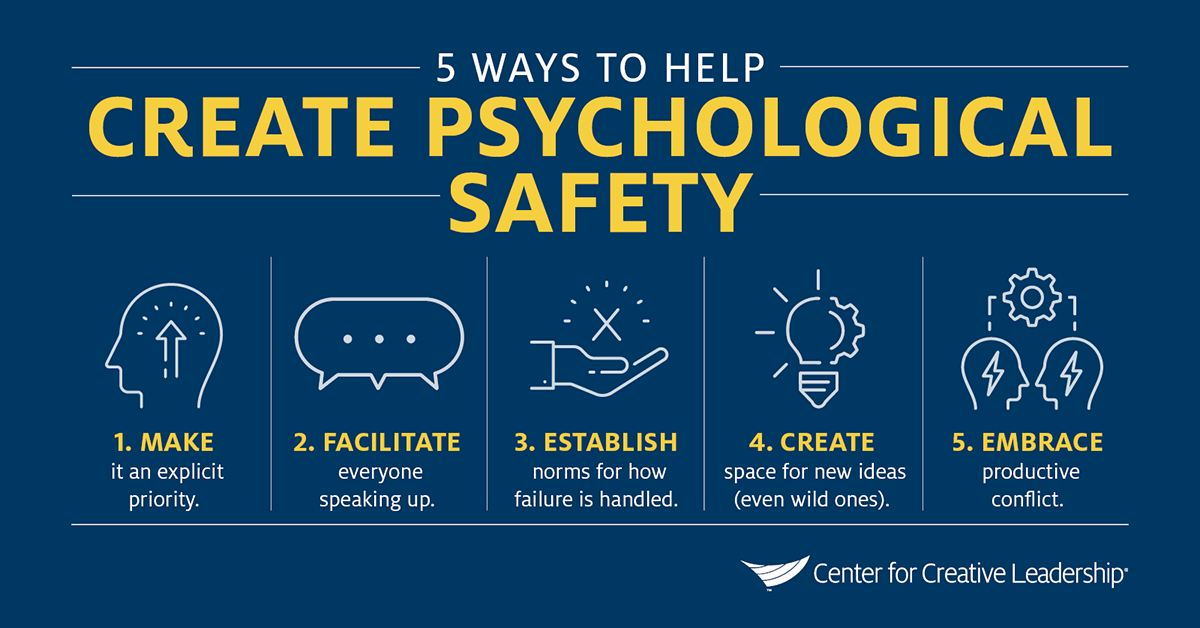 5 WAYS TO HELP
CREATE PSYCHOLOGICAL
SAFETY
1. MAKE
it an explicit
priority.
2. FACILITATE
everyone
speaking up.
3. ESTABLISH
norms for how
failure is handled.
4. CREATE
space for new ideas
(even wild ones).
5. EMBRACE
productive
conflict.
™
Center for Creative Leadership®